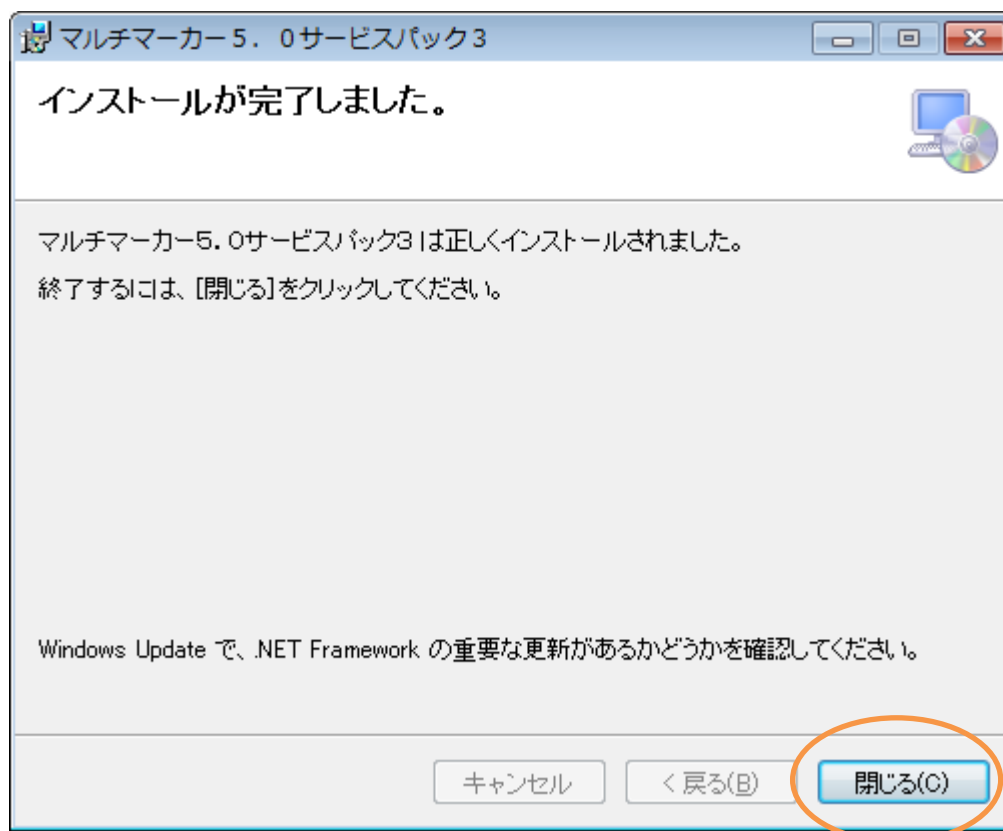 マルチマーカー５．０サービスパック３
インストールが完了しました。
マルチマーカー５．０サービスパック３は正しくインストールされました。
終了するには、[閉じる]をクリックしてください。
Windows Update で、.NET Framework の重要な更新があるかどうかを確認してください。
キャンセル
< 戻る(B)
閉じる(C)